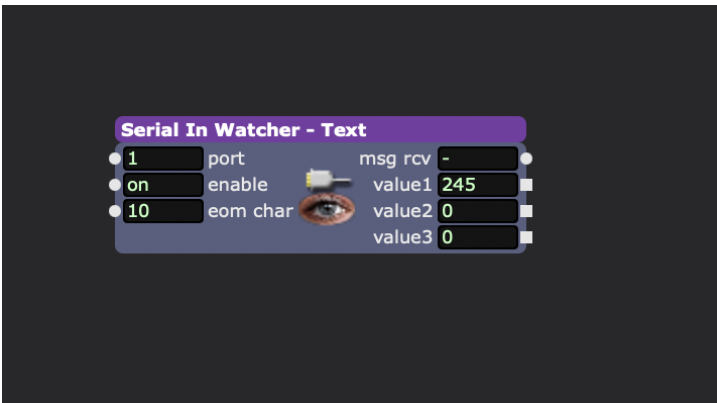 Serial In Watcher - Text
1 port msg rcv -
on enable value1 245
10 eom char value2 0
value3 0